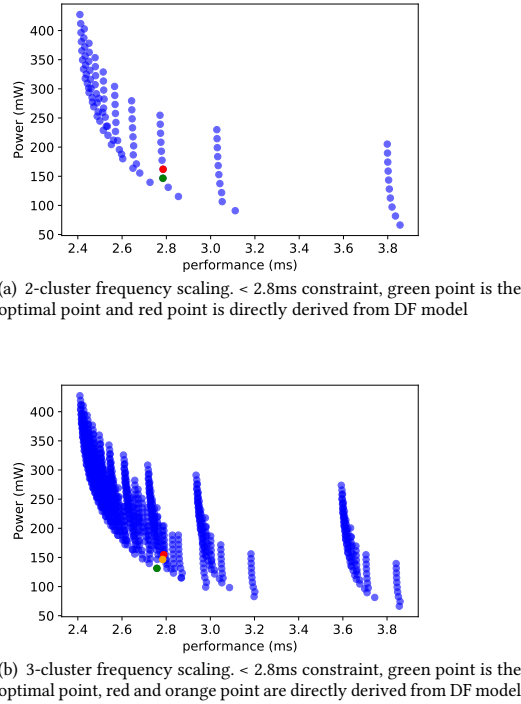 400
350
300
250
200
150
100
50
Power (mW)
2.4 2.6 2.8 3.0 3.2 3.4 3.6 3.8
performance (ms)
(a) 2-cluster frequency scaling. < 2.8ms constraint, green point is the
optimal point and red point is directly derived from DF model
400
350
300
250
200
150
100
50
Power (mW)
2.4 2.6 2.8 3.0 3.2 3.4 3.6 3.8
performance (ms)
(b) 3-cluster frequency scaling. < 2.8ms constraint, green point is the
optimal point, red and orange point are directly derived from DF model